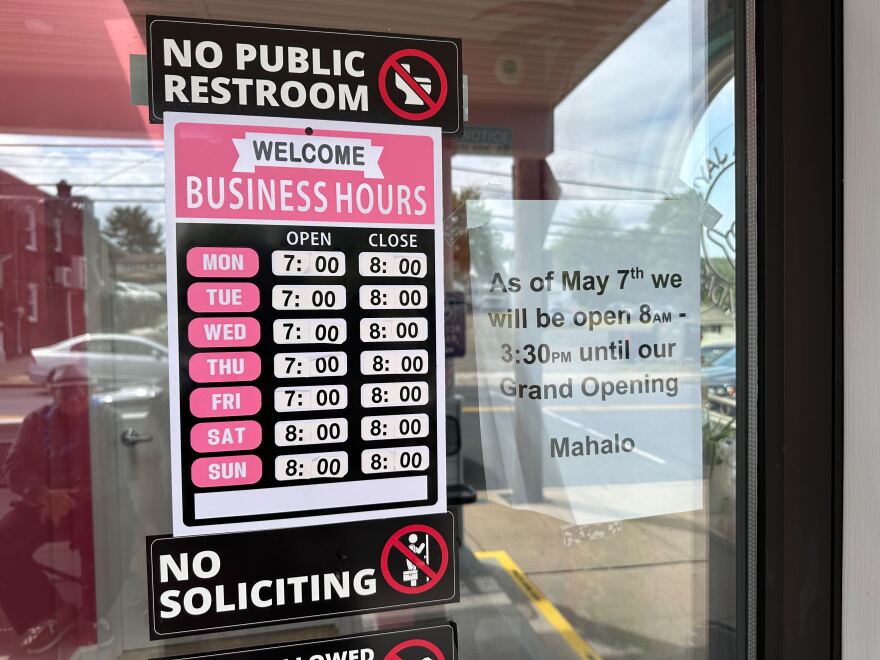 NO PUBLIC
RESTROOM
WELCOME
BUSINESS HOURS
OPEN CLOSE
MON 7: 00 8: 00
TUE 7: 00 8: 00
WED 7: 00 8: 00
THU 7: 00 8: 00
FRI 7: 00 8: 00
SAT 8: 00 8: 00
SUN 8: 00 8: 00
NO
SOLICITING
NOTICE
As of May 7th we
will be open 8AM -
3:30PM until our
Grand Opening
Mahalo